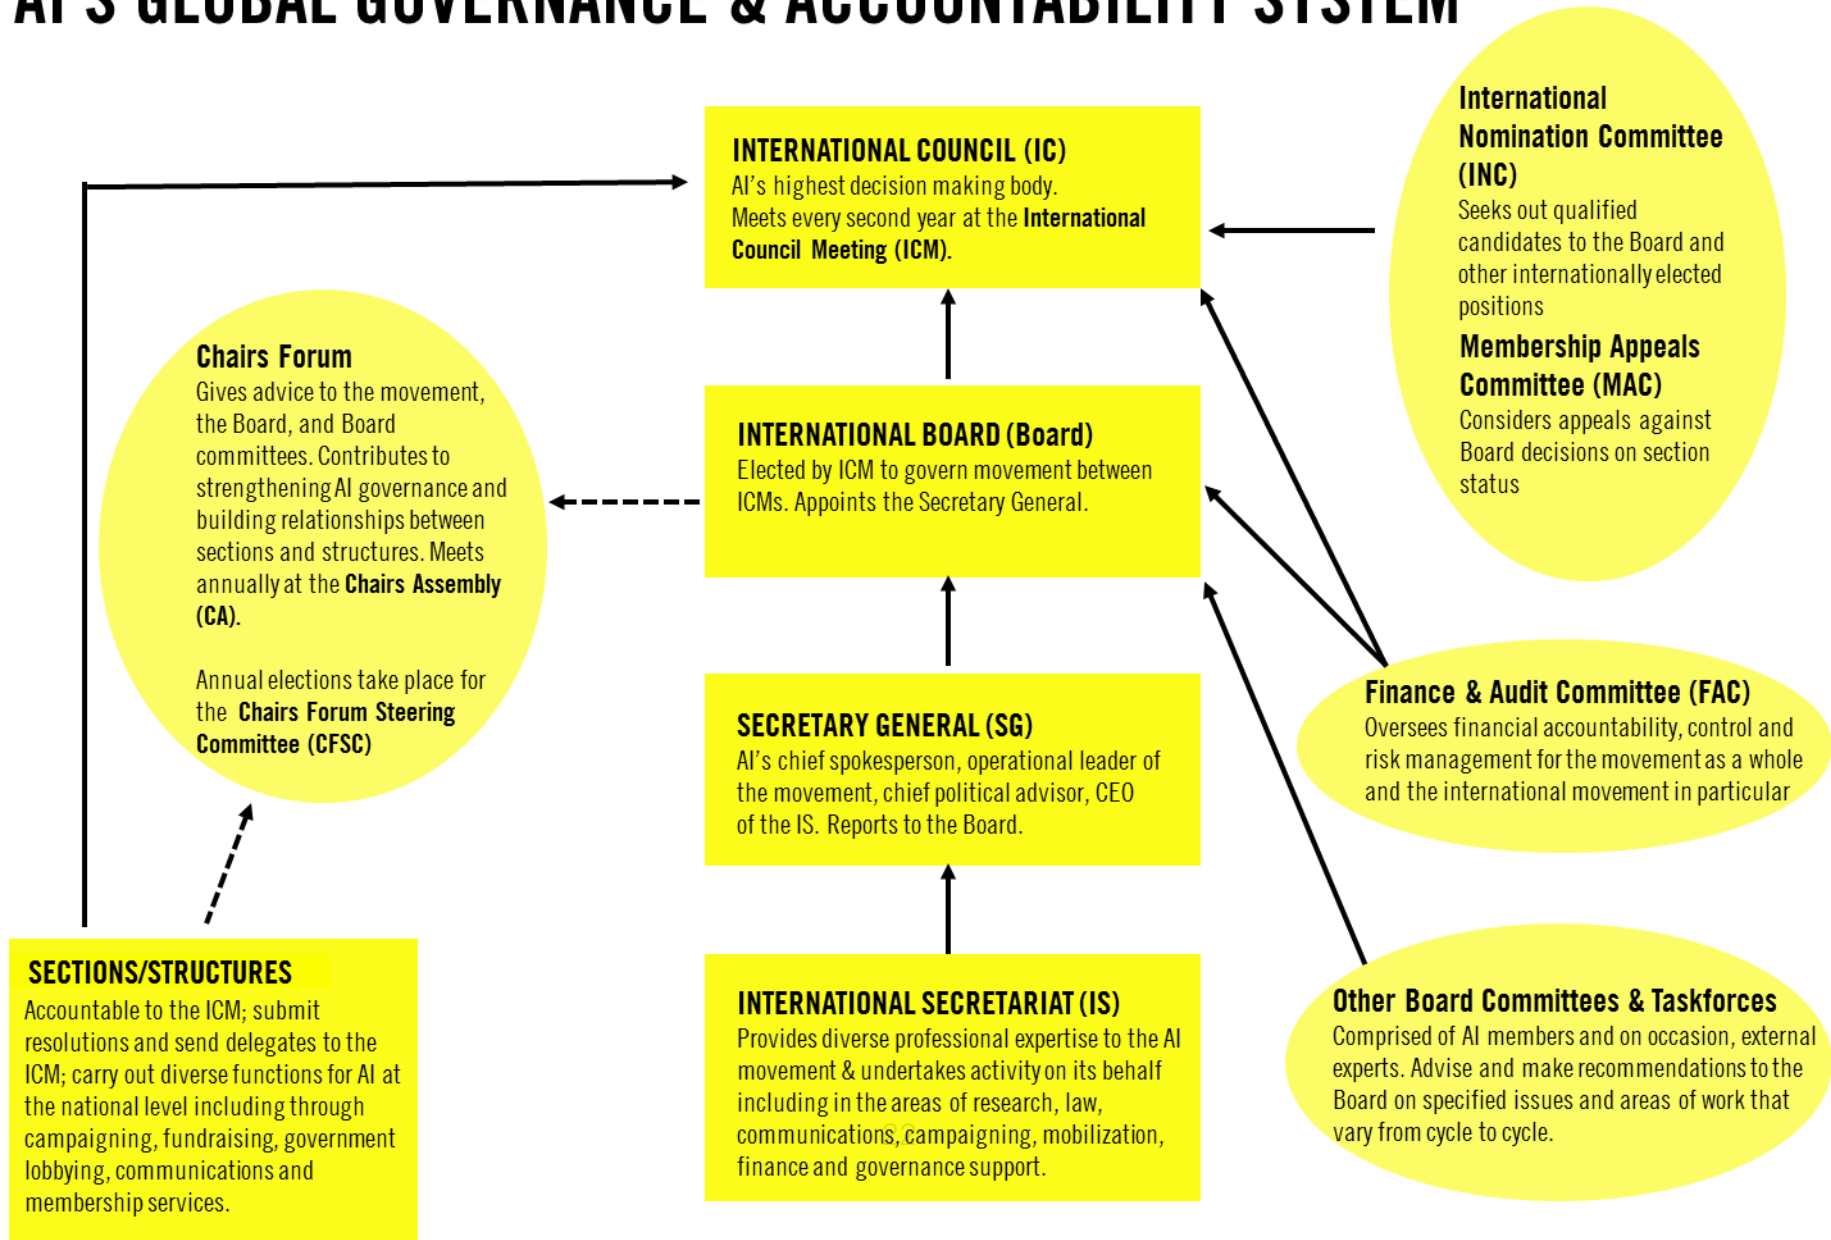 AI'S GLOBAL GOVERNANCE & ACCOUNTABILITY SYSTEM
INTERNATIONAL COUNCIL (IC)
AI's highest decision making body.
Meets every second year at the International
Council Meeting (ICM).
International
Nomination Committee
(INC)
Seeks out qualified
candidates to the Board and
other internationally elected
positions
Membership Appeals
Committee (MAC)
Considers appeals against
Board decisions on section
status
Chairs Forum
Gives advice to the movement,
the Board, and Board
committees. Contributes to
strengthening AI governance and
building relationships between
sections and structures. Meets
annually at the Chairs Assembly
(CA).
Annual elections take place for
the Chairs Forum Steering
Committee (CFSC)
INTERNATIONAL BOARD (Board)
Elected by ICM to govern movement between
ICMs. Appoints the Secretary General.
SECRETARY GENERAL (SG)
AI's chief spokesperson, operational leader of
the movement, chief political advisor, CEO
of the IS. Reports to the Board.
Finance & Audit Committee (FAC)
Oversees financial accountability, control and
risk management for the movement as a whole
and the international movement in particular
SECTIONS/STRUCTURES
Accountable to the ICM; submit
resolutions and send delegates to the
ICM; carry out diverse functions for AI at
the national level including through
campaigning, fundraising, government
lobbying, communications and
membership services.
INTERNATIONAL SECRETARIAT (IS)
Provides diverse professional expertise to the AI
movement & undertakes activity on its behalf
including in the areas of research, law,
communications, campaigning, mobilization,
finance and governance support.
Other Board Committees & Taskforces
Comprised of AI members and on occasion, external
experts. Advise and make recommendations to the
Board on specified issues and areas of work that
vary from cycle to cycle.